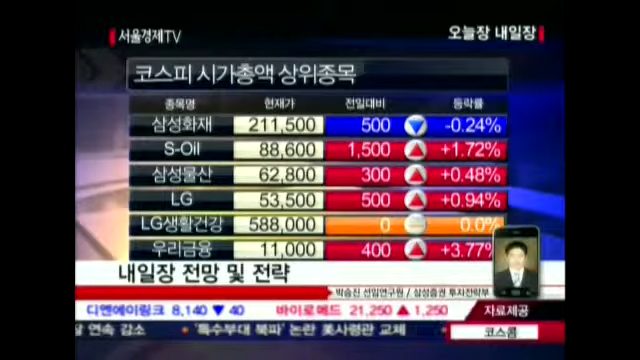 서울경제TV
오늘장 내일장
코스피 시가총액 상위종목
종목명 현재가 전일대비 등락률
삼성화재 211,500 500 ▼ -0.24%
S-Oil 88,600 1,500 ▲ +1.72%
삼성물산 62,800 300 ▲ +0.48%
LG 53,500 500 ▲ +0.94%
LG생활건강 588,000 0 0.0%
우리금융 11,000 400 ▲ +3.77%
내일장 전망 및 전략
박승진 선임연구원 / 삼성증권 투자전략부
디엔에이링크 8,140 ▼ 40 바이로메드 21,250 ▲ 1,250 자료제공
달 연속 감소 • '특수부대 북파' 논란 美사령관 교체 코스콤